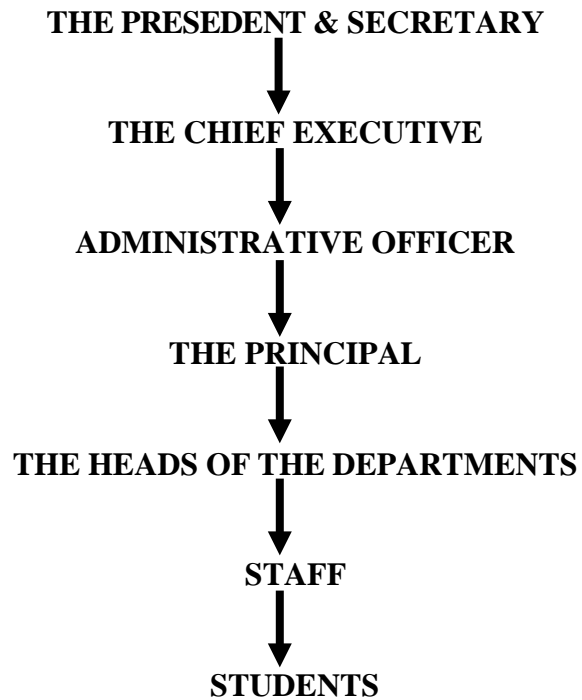 THE PRESEDENT & SECRETARY
THE CHIEF EXECUTIVE
ADMINISTRATIVE OFFICER
THE PRINCIPAL
THE HEADS OF THE DEPARTMENTS
STAFF
STUDENTS